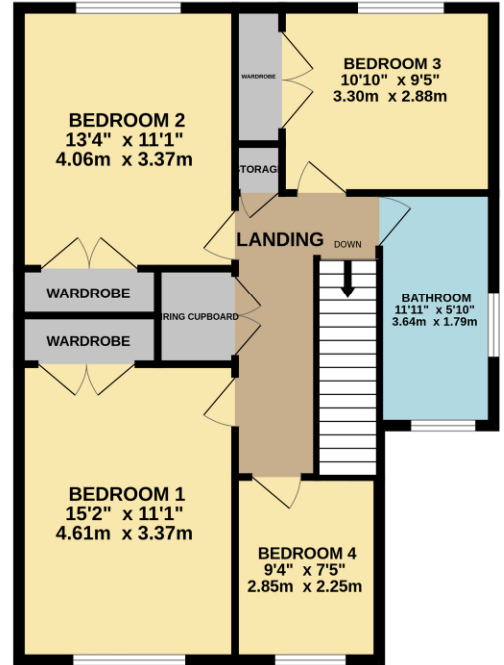 BEDROOM 2
13'4" x 11'1"
4.06m x 3.37m
WARDROBE
BEDROOM 3
10'10" x 9'5"
3.30m x 2.88m
STORAGE
LANDING
DOWN
BATHROOM
11'11" x 5'10"
3.64m x 1.79m
WARDROBE
IRING CUPBOARD
WARDROBE
BEDROOM 1
15'2" x 11'1"
4.61m x 3.37m
BEDROOM 4
9'4" x 7'5"
2.85m x 2.25m